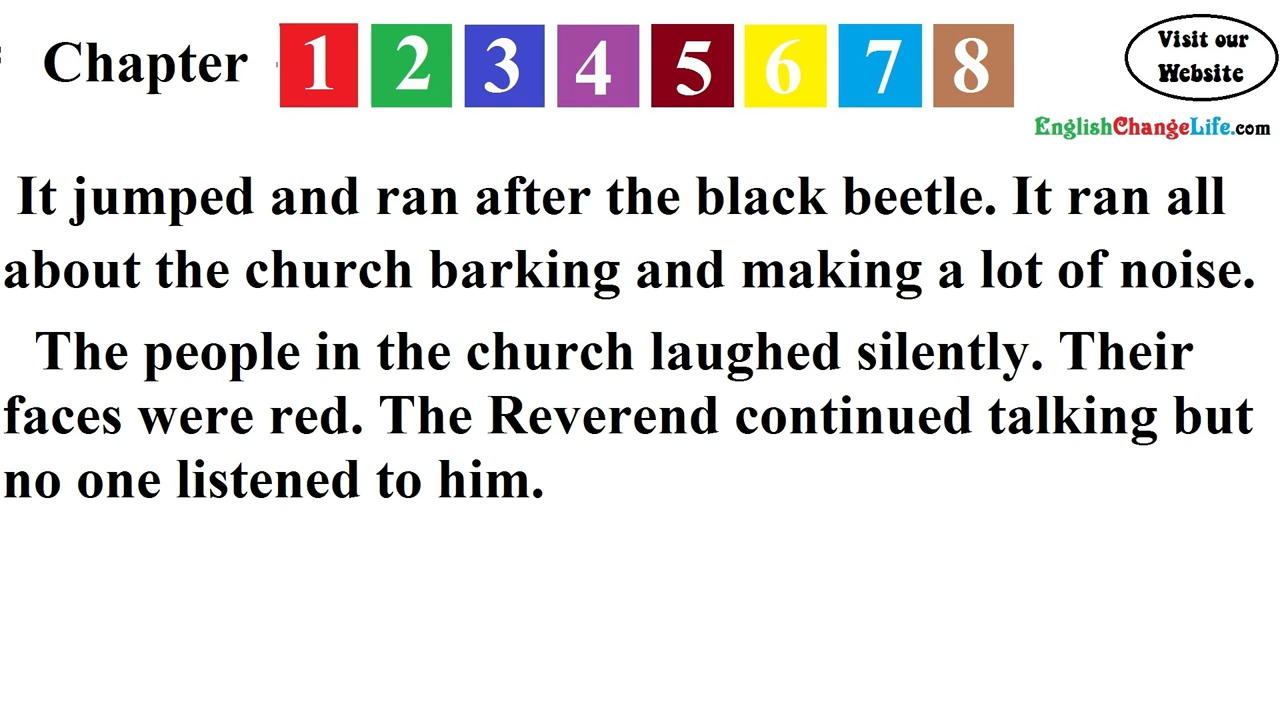 Chapter 1 2 3 4 5 6 7 8
Visit our
Website
EnglishChangeLife.com
It jumped and ran after the black beetle. It ran all
about the church barking and making a lot of noise.
The people in the church laughed silently. Their
faces were red. The Reverend continued talking but
no one listened to him.